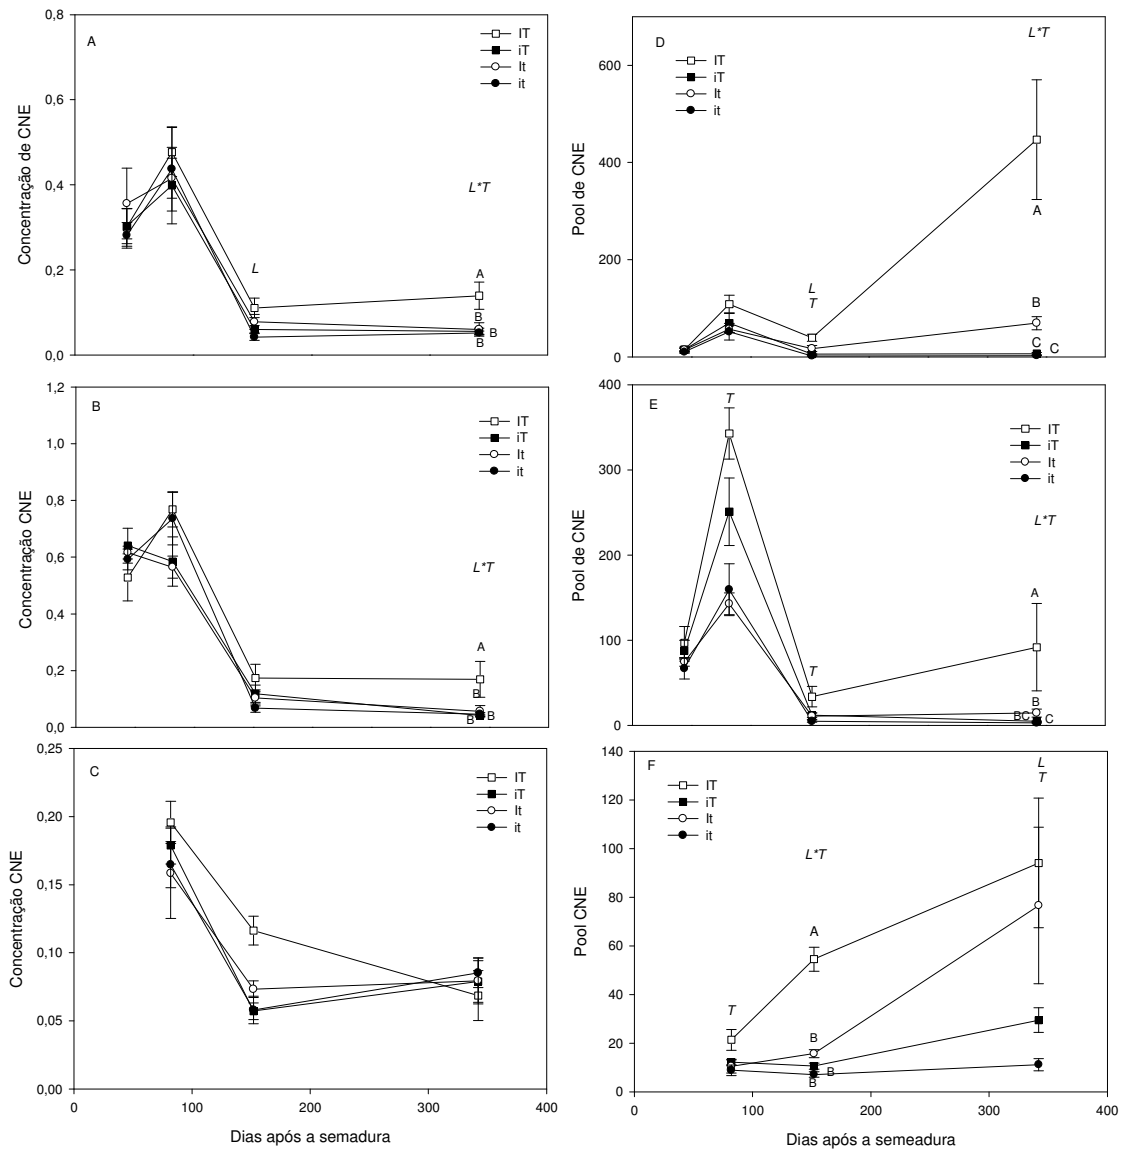 A
Concentração de CNE
0,8
0,6
0,4
0,2
0,0
IT
iT
It
it
L
L*T
A
B
B
B
D
Pool de CNE
600
400
200
0
IT
iT
It
it
L
T
L*T
A
B
C
C
B
Concentração CNE
1,2
1,0
0,8
0,6
0,4
0,2
0,0
IT
iT
It
it
L*T
A
B
B
B
E
Pool de CNE
400
300
200
100
0
IT
iT
It
it
T
T
L*T
A
B
BC
C
C
Concentração CNE
0,25
0,20
0,15
0,10
0,05
0,00
IT
iT
It
it
0 100 200 300 400
Dias após a semadura
F
Pool CNE
140
120
100
80
60
40
20
0
IT
iT
It
it
T
L*T
A
B
B
B
L
T
0 100 200 300 400
Dias após a semeadura